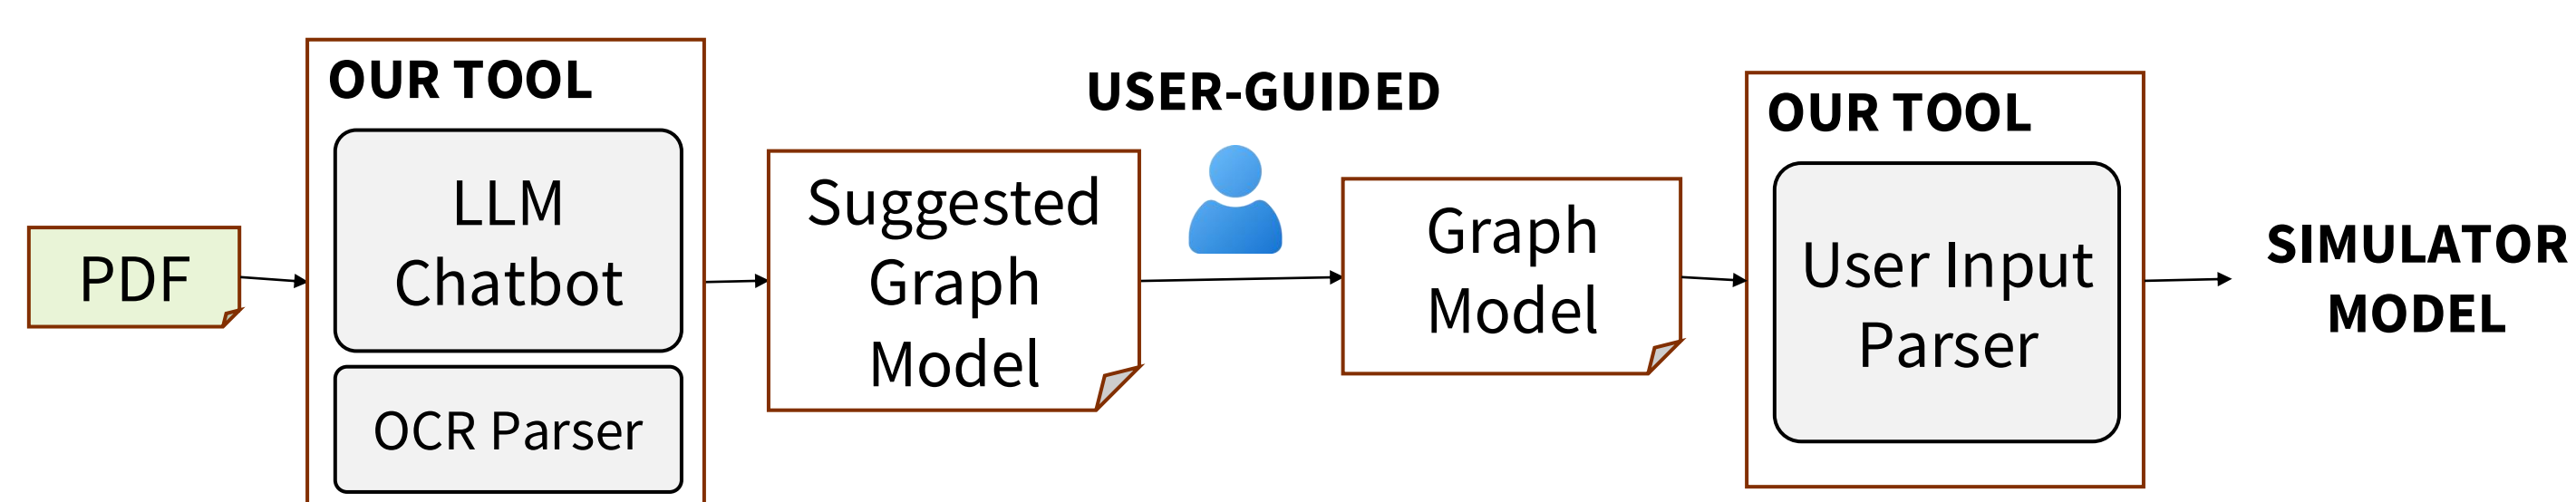 PDF
OUR TOOL
LLM
Chatbot
OCR Parser
Suggested
Graph
Model
USER-GUIDED
Graph
Model
OUR TOOL
User Input
Parser
SIMULATOR
MODEL